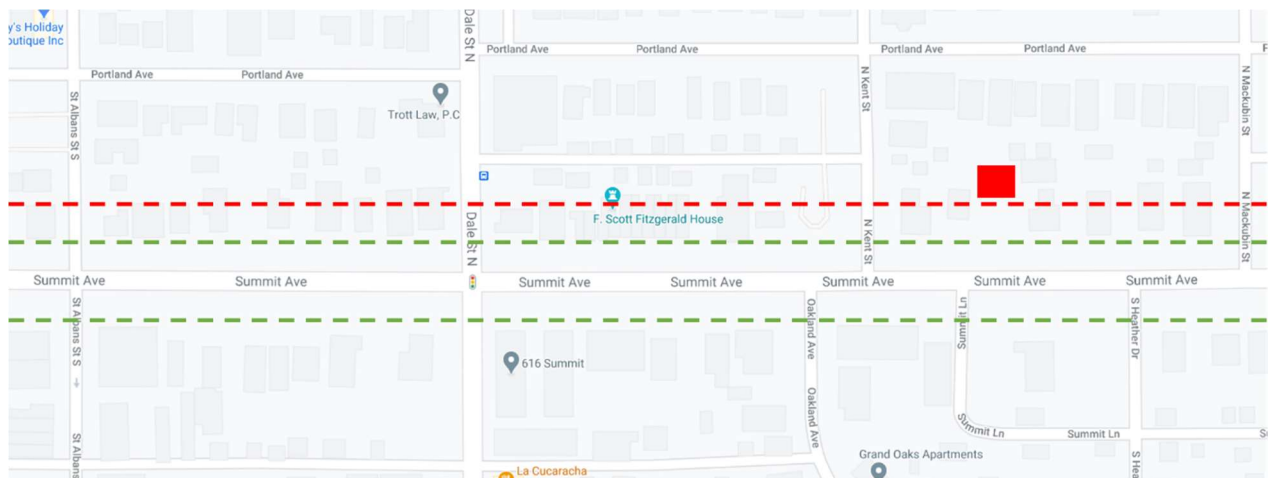 y's Holiday
outique Inc
Dale St N
Portland Ave
Portland Ave
Portland Ave
Portland Ave
Portland Ave
Portland Ave
N Kent St
N Mackubin St
St Albans St S
Trott Law, P.C
F. Scott Fitzgerald House
Dale St N
N Kent St
N Mackubin St
Summit Ave
Summit Ave
Summit Ave
Summit Ave
Summit Ave
Summit Ave
Summit Ave
St Albans St S
Oakland Ave
Summit Ln
S Heather Dr
616 Summit
Oakland Ave
Summit Ln
Summit Ln
St Albans
Grand Oaks Apartments
S Hea
La Cucaracha